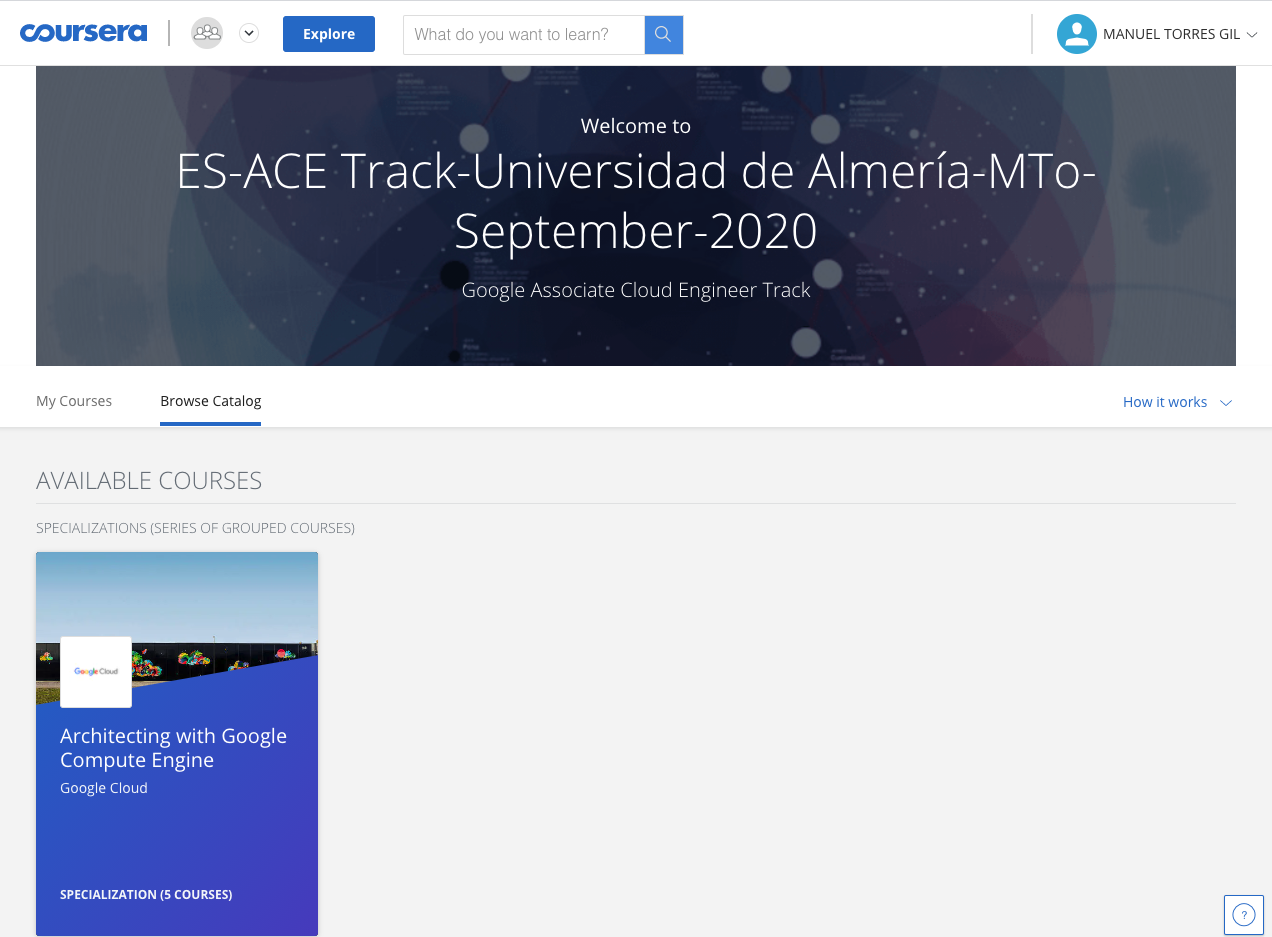 coursera
Explore
What do you want to learn?
MANUEL TORRES GIL
Welcome to
ES-ACE Track-Universidad de Almería-MTo-
September-2020
Google Associate Cloud Engineer Track
My Courses
Browse Catalog
How it works
AVAILABLE COURSES
SPECIALIZATIONS (SERIES OF GROUPED COURSES)
Google Cloud
Architecting with Google
Compute Engine
Google Cloud
SPECIALIZATION (5 COURSES)
?